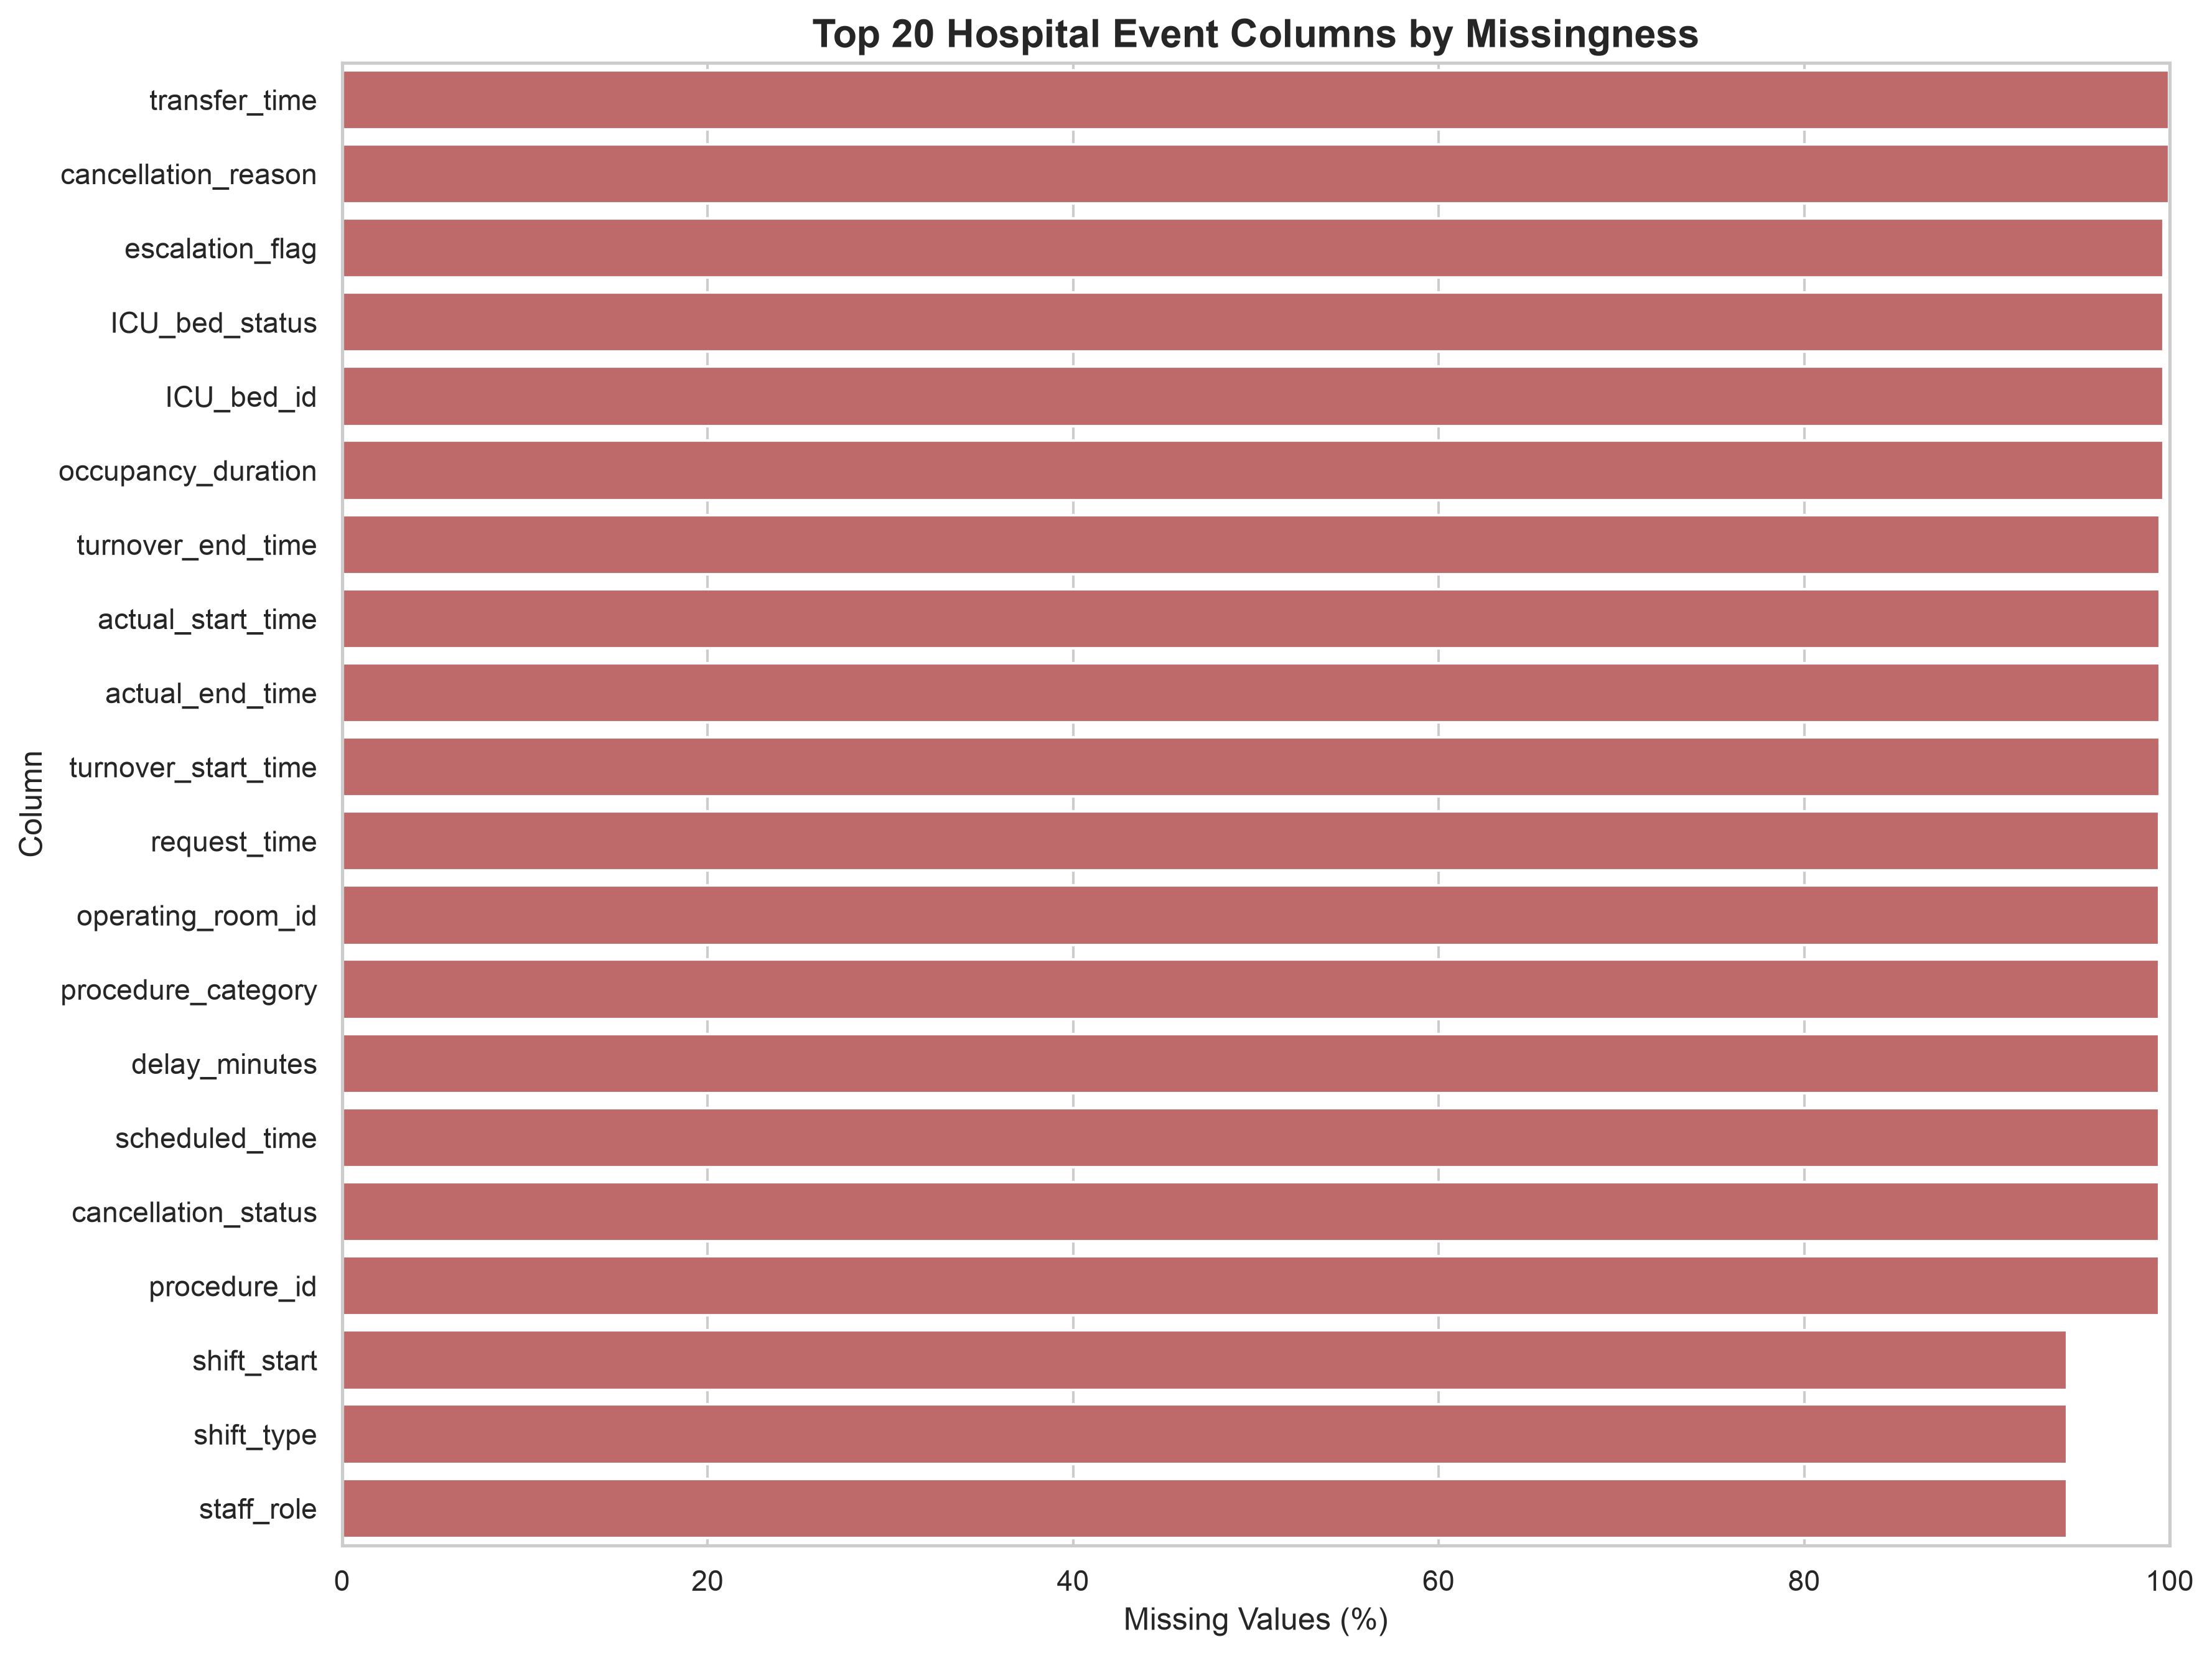 Top 20 Hospital Event Columns by Missingness
transfer_time
cancellation_reason
escalation_flag
ICU_bed_status
ICU_bed_id
occupancy_duration
turnover_end_time
actual_start_time
actual_end_time
turnover_start_time
request_time
operating_room_id
procedure_category
delay_minutes
scheduled_time
cancellation_status
procedure_id
shift_start
shift_type
staff_role
Column
0 20 40 60 80 100
Missing Values (%)